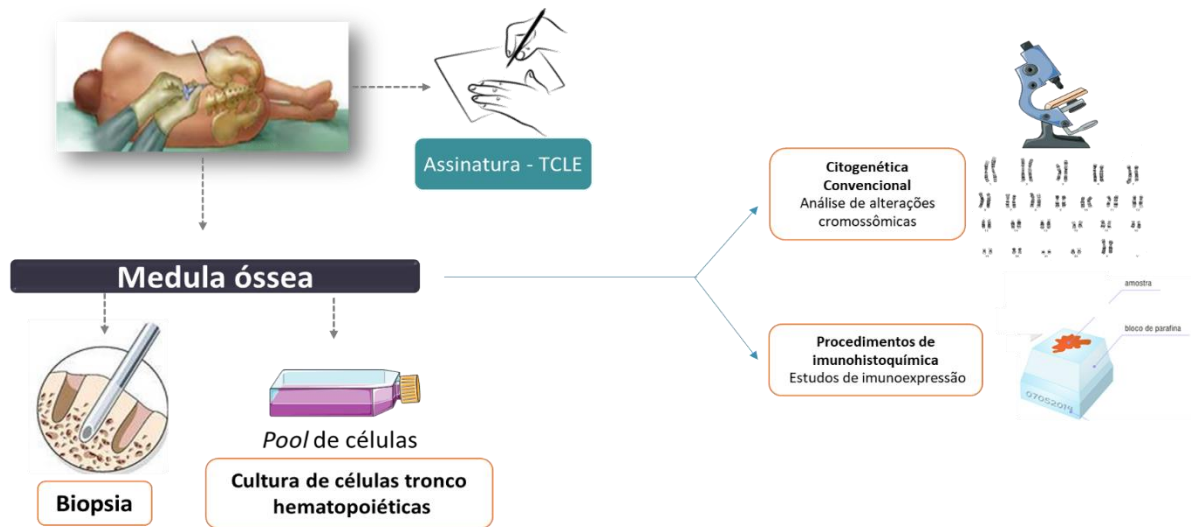 Assinatura - TCLE
Medula óssea
Biopsia
Pool de células
Cultura de células tronco
hematopoiéticas
Citogenética
Convencional
Análise de alterações
cromossômicas
Procedimentos de
imunohistoquímica
Estudos de imunoexpressão
amostra
bloco de parafina
07052014